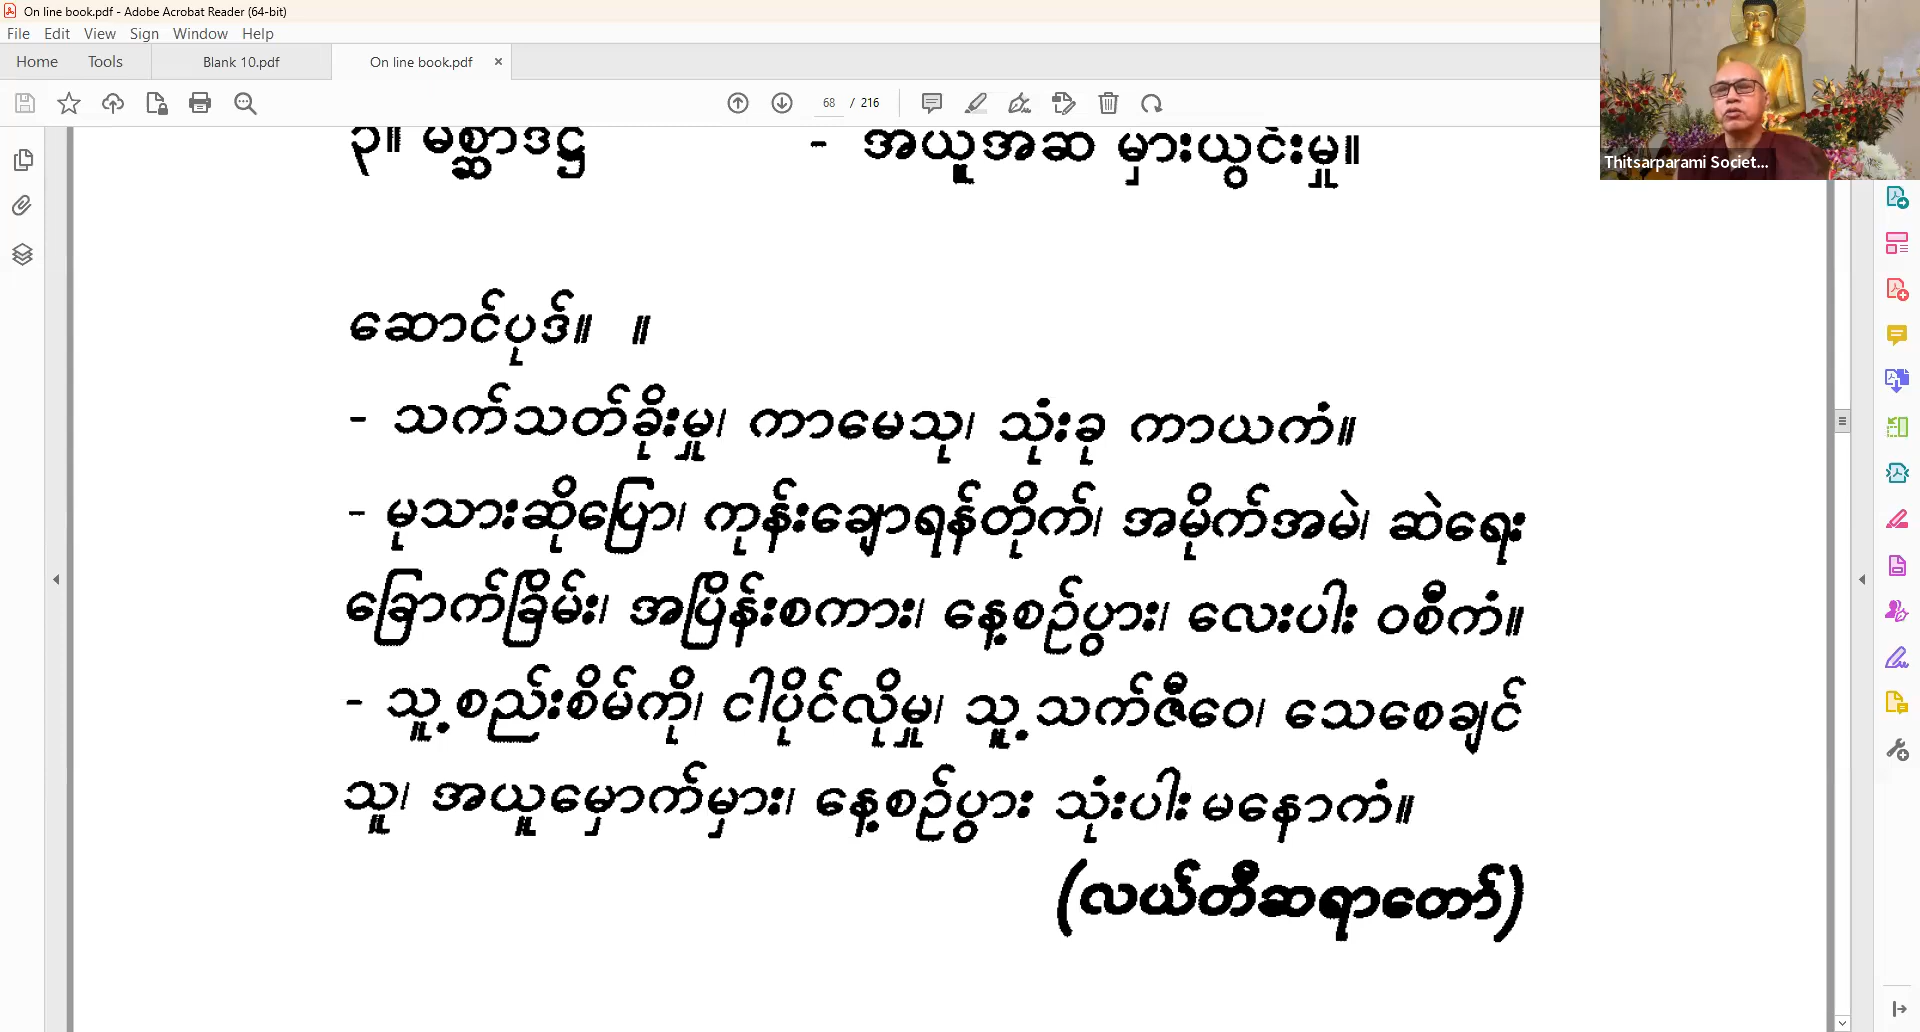 On line book.pdf - Adobe Acrobat Reader (64-bit)
File Edit View Sign Window Help
Home Tools Blank 10.pdf On line book.pdf ×
68 / 216
Thitsarparami Societ...
၃။ မိစ္ဆာဒိဋ္ဌိ - အယူအဆ မှားယွင်းမှု။
ဆောင်ပုဒ်။ ။
- သက်သတ်ခိုးမှု၊ ကာမေသု၊ သုံးခု ကာယကံ။
- မုသားဆိုပြော၊ ကုန်းချောရန်တိုက်၊ အမိုက်အမဲ၊ ဆဲရေး
ခြောက်ခြိမ်း၊ အပြိန်းစကား၊ နေ့စဉ်ပွား၊ လေးပါး ဝစီကံ။
- သူ့စည်းစိမ်ကို၊ ငါပိုင်လိုမှု၊ သူ့သက်ဇီဝေ၊ သေစေချင်
သူ၊ အယူမှောက်မှား၊ နေ့စဉ်ပွား သုံးပါး မနောကံ။
(လယ်တီဆရာတော်)